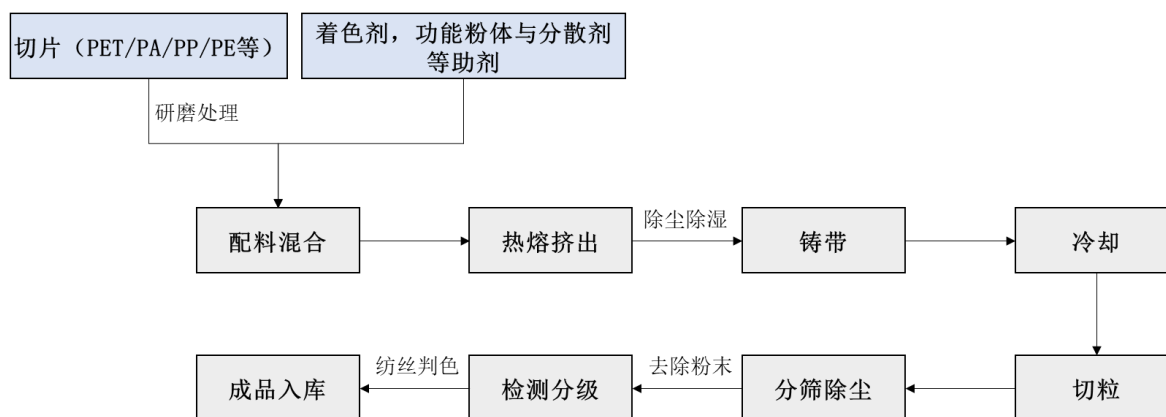 切片（PET/PA/PP/PE等）
着色剂，功能粉体与分散剂
等助剂
研磨处理
配料混合
热熔挤出
除尘除湿
铸带
冷却
成品入库
纺丝判色
检测分级
去除粉末
分筛除尘
切粒